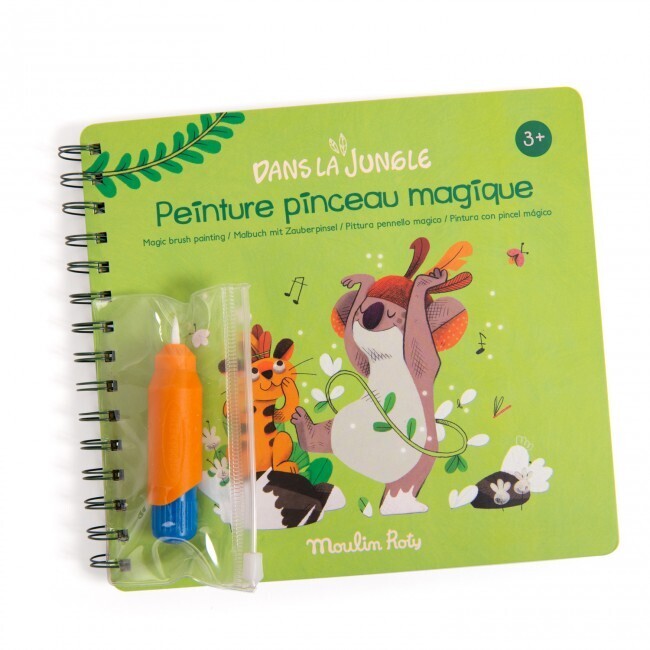 DANS LA JUNGLE
3+
Peinture pinceau magique
Magic brush painting / Malbuch mit Zauberpinsel / Pittura pennello magico / Pintura con pincel mágico
Moulin Roty